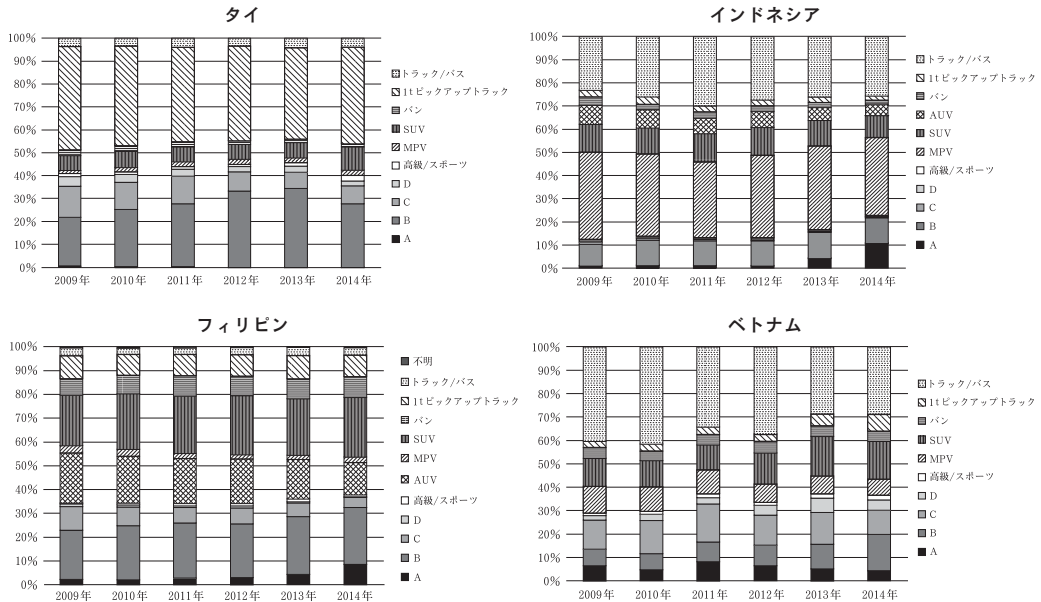 タイ
100%
90%
80%
70%
60%
50%
40%
30%
20%
10%
0%
2009年 2010年 2011年 2012年 2013年 2014年
トラック/バス
1tピックアップトラック
バン
SUV
MPV
高級/スポーツ
D
C
B
A
インドネシア
100%
90%
80%
70%
60%
50%
40%
30%
20%
10%
0%
2009年 2010年 2011年 2012年 2013年 2014年
トラック/バス
1tピックアップトラック
バン
AUV
SUV
MPV
高級/スポーツ
D
C
B
A
フィリピン
100%
90%
80%
70%
60%
50%
40%
30%
20%
10%
0%
2009年 2010年 2011年 2012年 2013年 2014年
不明
トラック/バス
1tピックアップトラック
バン
SUV
MPV
AUV
高級/スポーツ
D
C
B
A
ベトナム
100%
90%
80%
70%
60%
50%
40%
30%
20%
10%
0%
2009年 2010年 2011年 2012年 2013年 2014年
トラック/バス
1tピックアップトラック
バン
SUV
MPV
高級/スポーツ
D
C
B
A